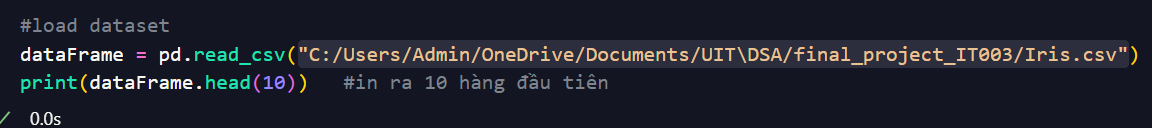 #load dataset
dataFrame = pd.read_csv("C:/Users/Admin/OneDrive/Documents/UIT\DSA/final_project_IT003/Iris.csv")
print(dataFrame.head(10))   #in ra 10 hàng đầu tiên
✓ 0.0s